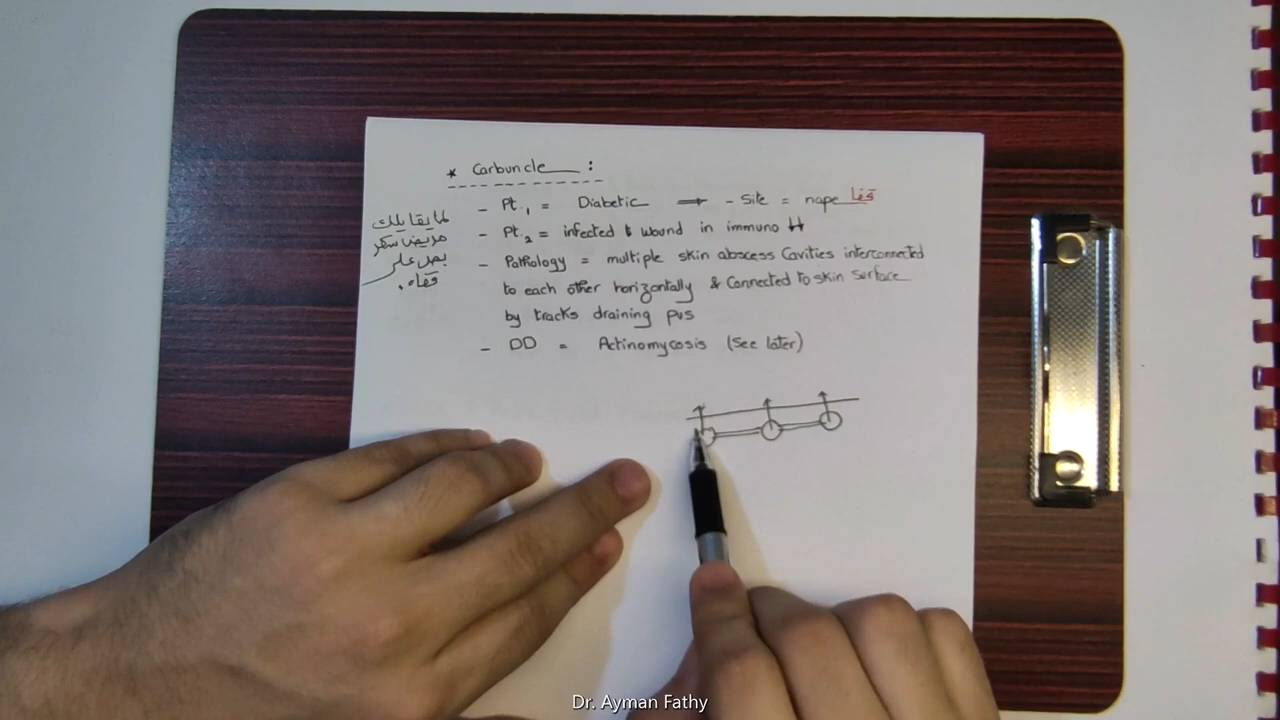 * Carbuncle :
- Pt.1 = Diabetic → - Site = nape قفا
- Pt.2 = infected wound in immuno ↓↓
- Pathology = multiple skin abscess Cavities interconnected
to each other horizontally & Connected to skin surface
by tracks draining pus
- DD = Actinomycosis (See later)
لما يقابلك
مريض سكر
بص على
قفاه.
Dr. Ayman Fathy